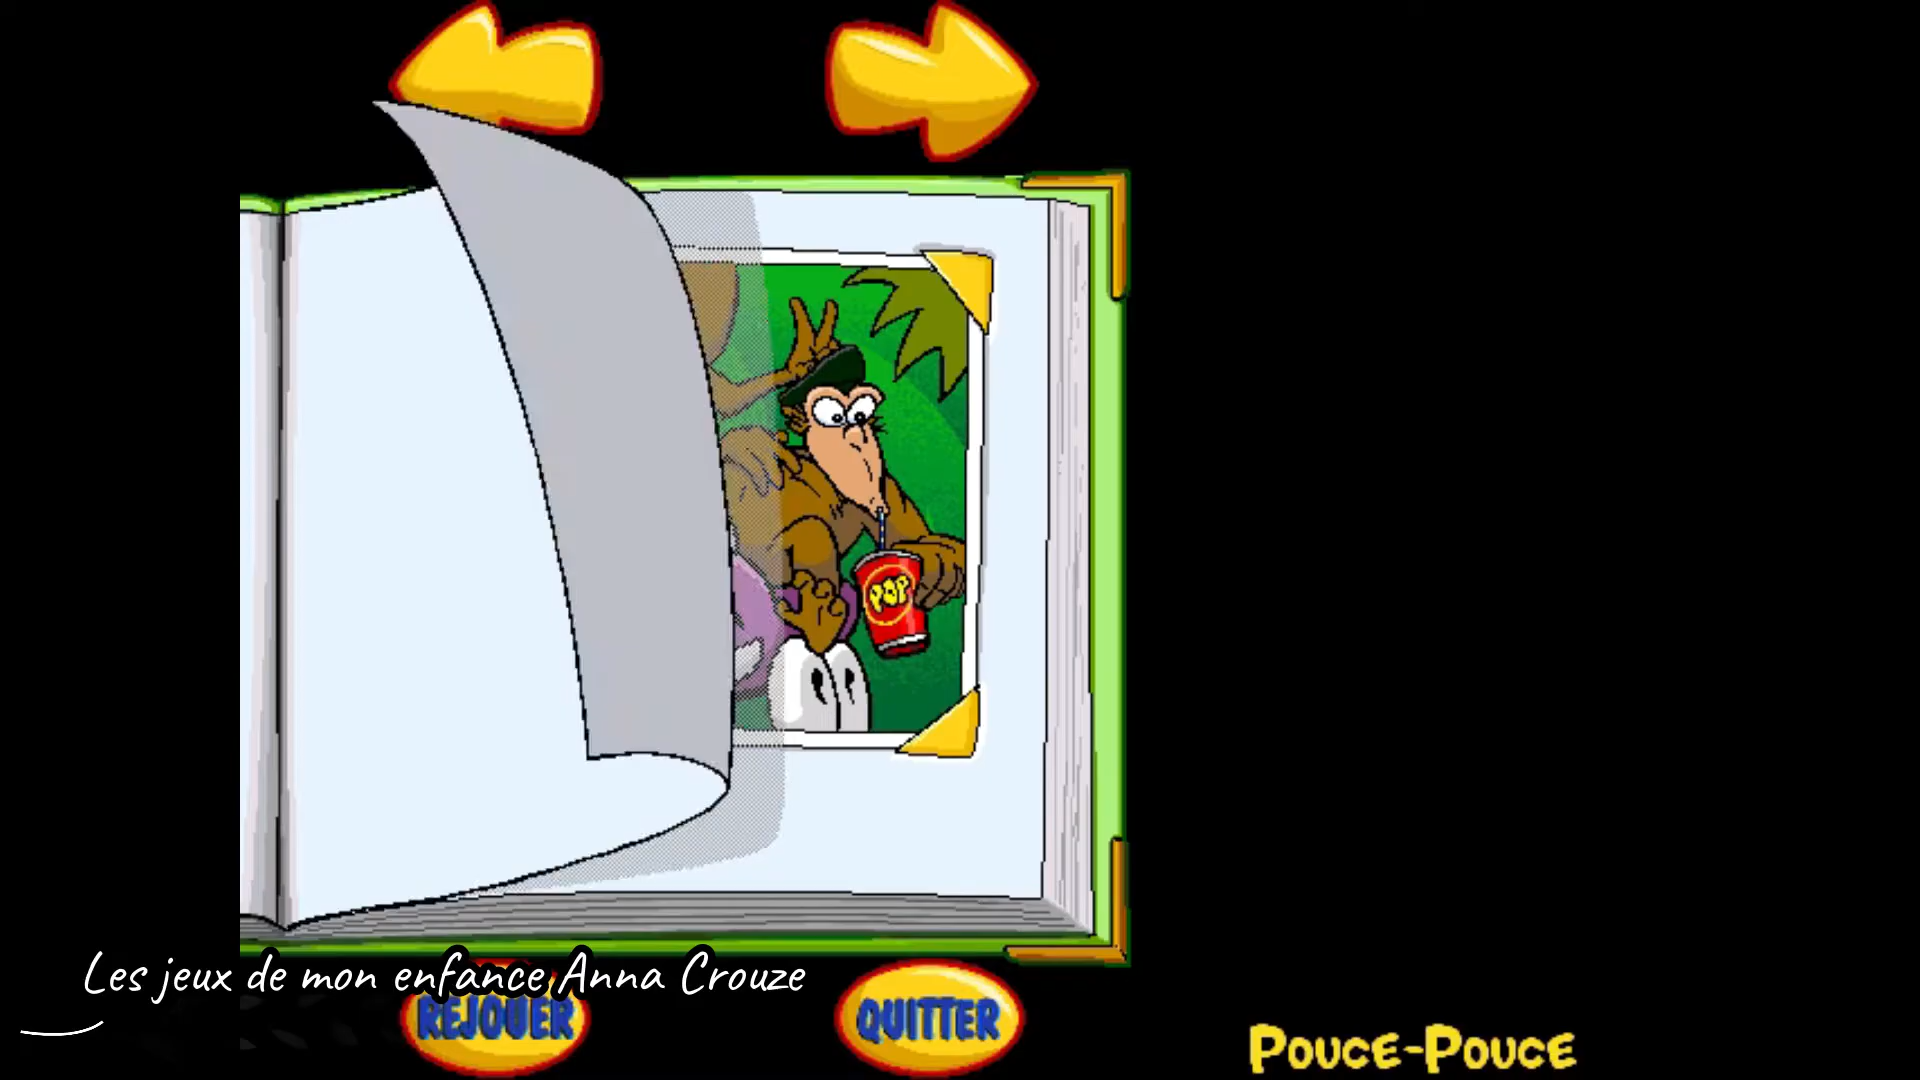 POP
Les jeux de mon enfance Anna Crouze
REJOUER
QUITTER
POUCE-POUCE